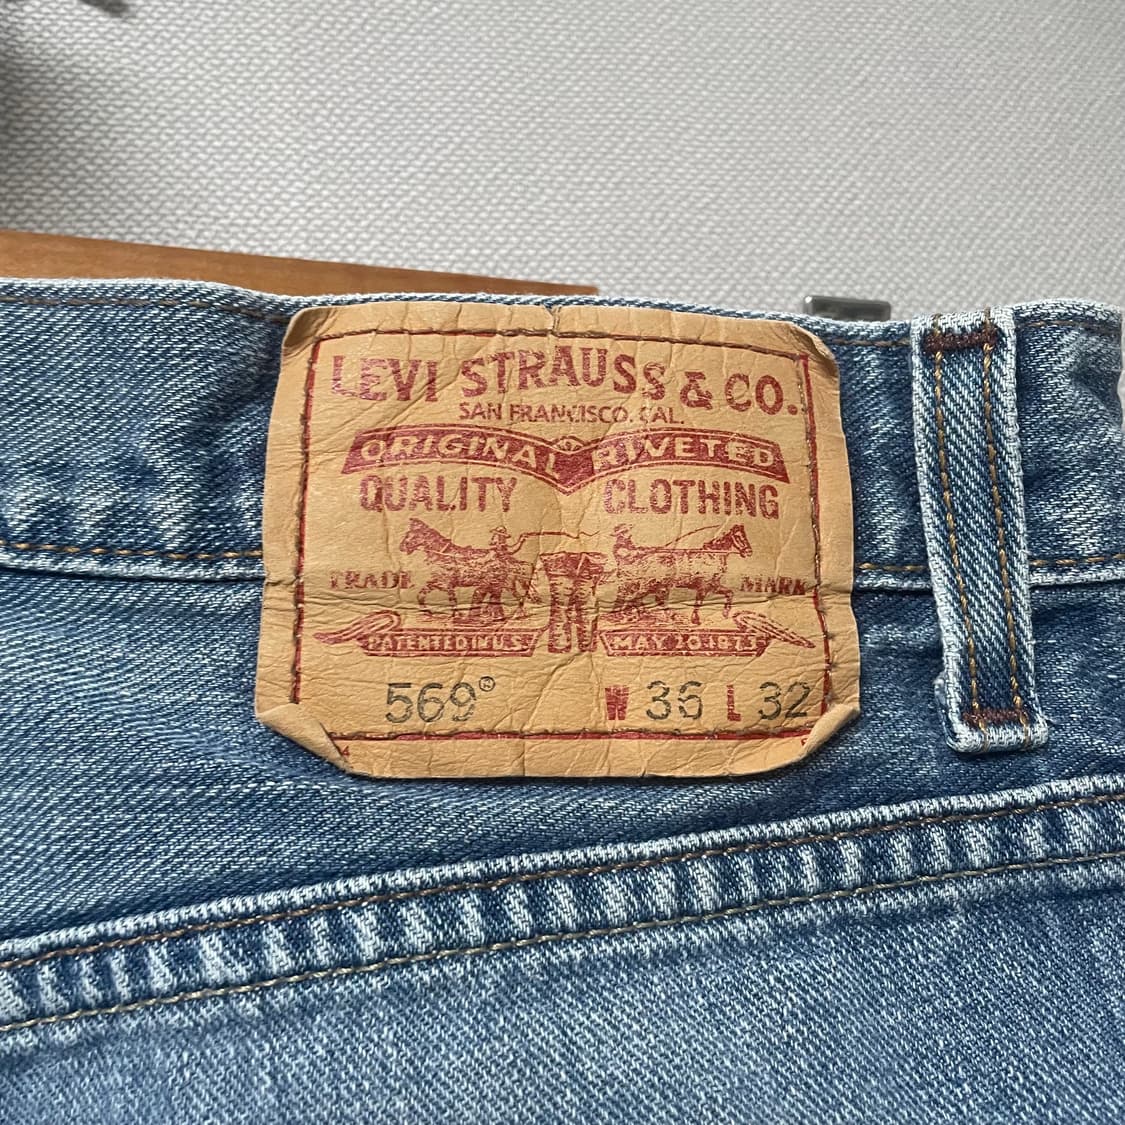 LEVI STRAUSS & CO.
SAN FRANCISCO, CAL.
ORIGINAL RIVETED
QUALITY CLOTHING
TRADE MARK
PATENTED IN U.S. MAY 20.1873
569® W 36 L 32